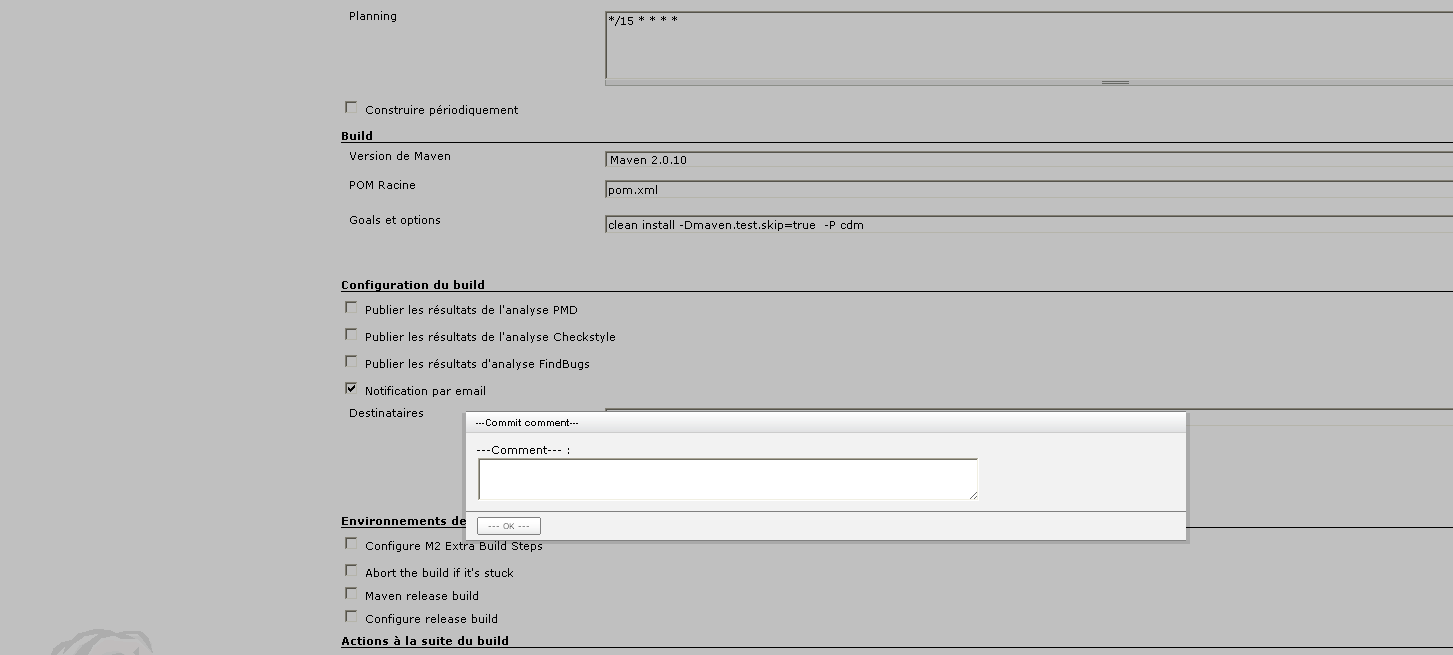 Planning
*/15 * * * *
Construire périodiquement
Build
Version de Maven
Maven 2.0.10
POM Racine
pom.xml
Goals et options
clean install -Dmaven.test.skip=true  -P cdm
Configuration du build
Publier les résultats de l'analyse PMD
Publier les résultats de l'analyse Checkstyle
Publier les résultats d'analyse FindBugs
Notification par email
Destinataires
---Commit comment---
---Comment--- :
--- OK ---
Environnements de
Configure M2 Extra Build Steps
Abort the build if it's stuck
Maven release build
Configure release build
Actions à la suite du build